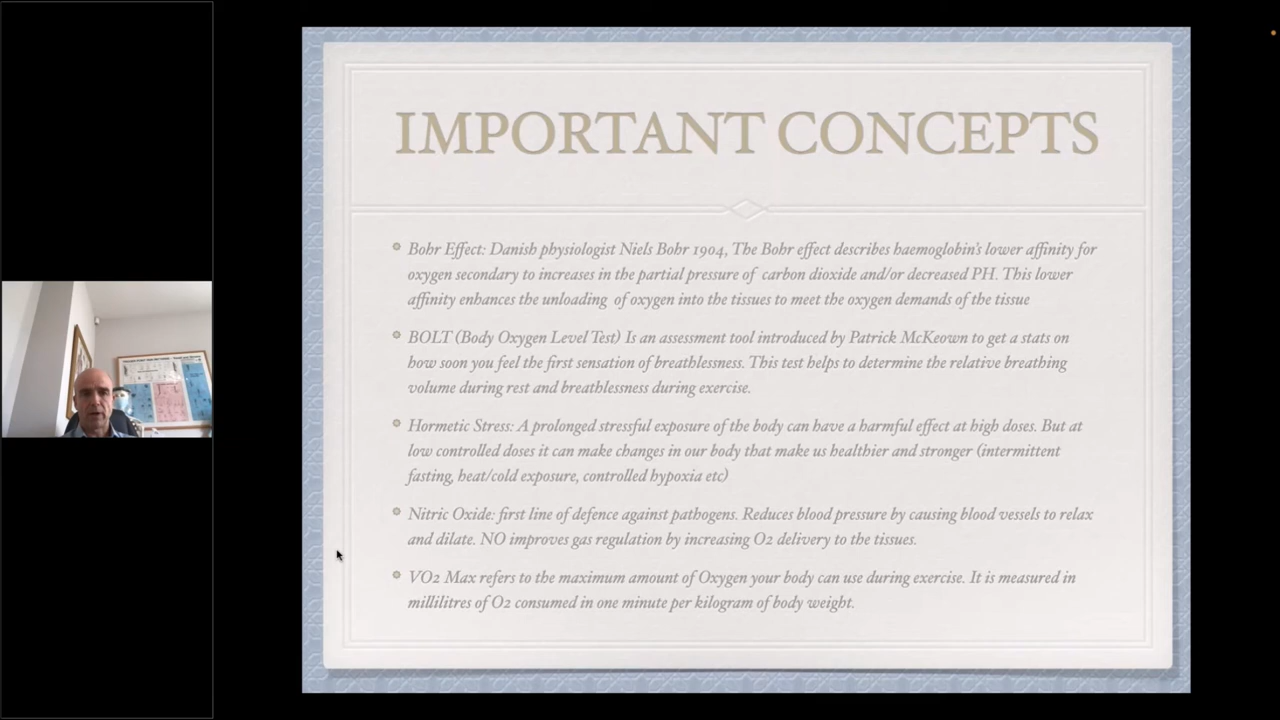 IMPORTANT CONCEPTS
Bohr Effect: Danish physiologist Niels Bohr 1904, The Bohr effect describes haemoglobin's lower affinity for
oxygen secondary to increases in the partial pressure of carbon dioxide and/or decreased PH. This lower
affinity enhances the unloading of oxygen into the tissues to meet the oxygen demands of the tissue
BOLT (Body Oxygen Level Test) Is an assessment tool introduced by Patrick McKeown to get a stats on
how soon you feel the first sensation of breathlessness. This test helps to determine the relative breathing
volume during rest and breathlessness during exercise.
Hormetic Stress: A prolonged stressful exposure of the body can have a harmful effect at high doses. But at
low controlled doses it can make changes in our body that make us healthier and stronger (intermittent
fasting, heat/cold exposure, controlled hypoxia etc)
Nitric Oxide: first line of defence against pathogens. Reduces blood pressure by causing blood vessels to relax
and dilate. NO improves gas regulation by increasing O2 delivery to the tissues.
VO2 Max refers to the maximum amount of Oxygen your body can use during exercise. It is measured in
millilitres of O2 consumed in one minute per kilogram of body weight.